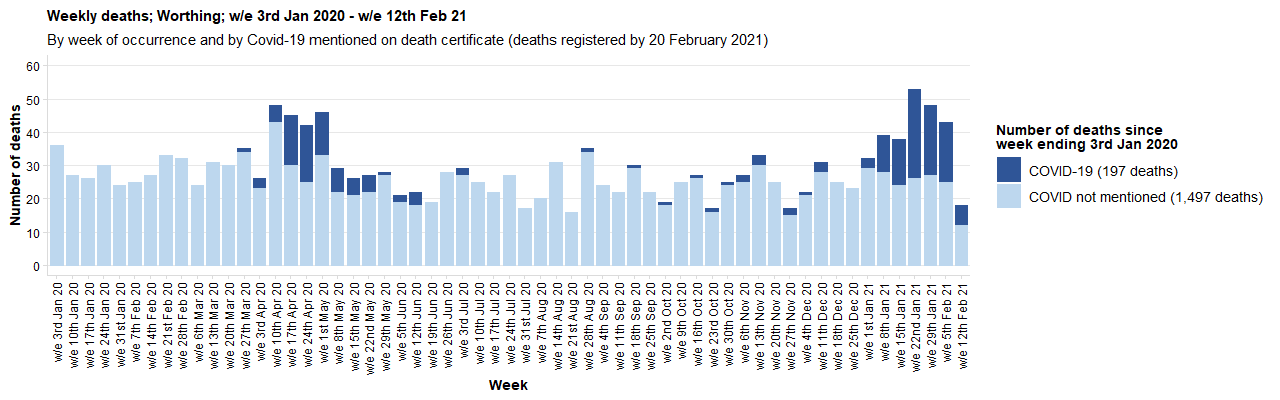 Weekly deaths; Worthing; w/e 3rd Jan 2020 - w/e 12th Feb 21
By week of occurrence and by Covid-19 mentioned on death certificate (deaths registered by 20 February 2021)
60
50
40
30
20
10
0
Number of deaths
w/e 3rd Jan 20
w/e 10th Jan 20
w/e 17th Jan 20
w/e 24th Jan 20
w/e 31st Jan 20
w/e 7th Feb 20
w/e 14th Feb 20
w/e 21st Feb 20
w/e 28th Feb 20
w/e 6th Mar 20
w/e 13th Mar 20
w/e 20th Mar 20
w/e 27th Mar 20
w/e 3rd Apr 20
w/e 10th Apr 20
w/e 17th Apr 20
w/e 24th Apr 20
w/e 1st May 20
w/e 8th May 20
w/e 15th May 20
w/e 22nd May 20
w/e 29th May 20
w/e 5th Jun 20
w/e 12th Jun 20
w/e 19th Jun 20
w/e 26th Jun 20
w/e 3rd Jul 20
w/e 10th Jul 20
w/e 17th Jul 20
w/e 24th Jul 20
w/e 31st Jul 20
w/e 7th Aug 20
w/e 14th Aug 20
w/e 21st Aug 20
w/e 28th Aug 20
w/e 4th Sep 20
w/e 11th Sep 20
w/e 18th Sep 20
w/e 25th Sep 20
w/e 2nd Oct 20
w/e 9th Oct 20
w/e 16th Oct 20
w/e 23rd Oct 20
w/e 30th Oct 20
w/e 6th Nov 20
w/e 13th Nov 20
w/e 20th Nov 20
w/e 27th Nov 20
w/e 4th Dec 20
w/e 11th Dec 20
w/e 18th Dec 20
w/e 25th Dec 20
w/e 1st Jan 21
w/e 8th Jan 21
w/e 15th Jan 21
w/e 22nd Jan 21
w/e 29th Jan 21
w/e 5th Feb 21
w/e 12th Feb 21
Week
Number of deaths since
week ending 3rd Jan 2020
COVID-19 (197 deaths)
COVID not mentioned (1,497 deaths)